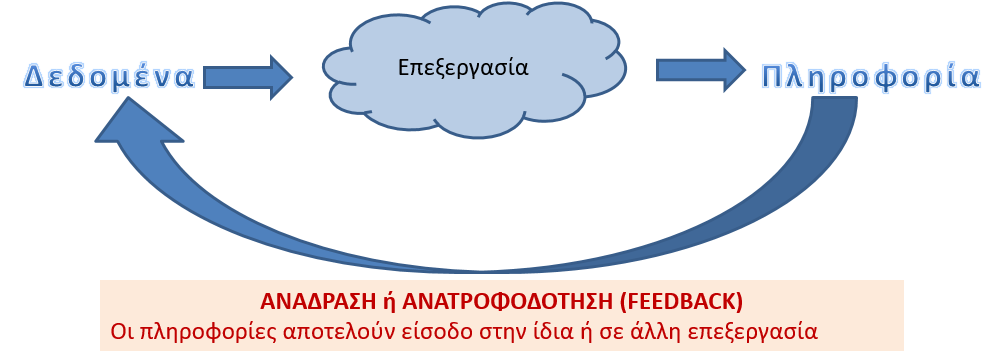 Δεδομένα
Επεξεργασία
Πληροφορία
ΑΝΑΔΡΑΣΗ ή ΑΝΑΤΡΟΦΟΔΟΤΗΣΗ (FEEDBACK)
Οι πληροφορίες αποτελούν είσοδο στην ίδια ή σε άλλη επεξεργασία